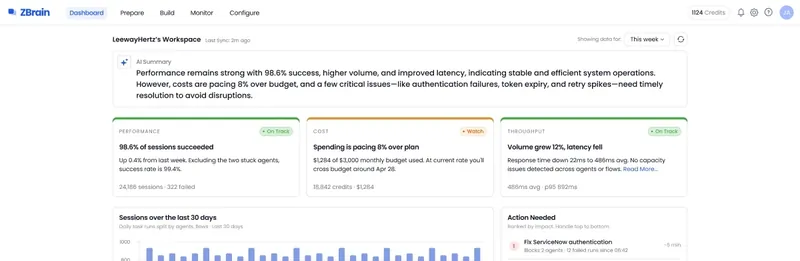 ZBrain Dashboard Prepare Build Monitor Configure 1124 Credits
LeewayHertz's Workspace Last Sync: 2m ago Showing data for: This week
AI Summary
Performance remains strong with 98.6% success, higher volume, and improved latency, indicating stable and efficient system operations.
However, costs are pacing 8% over budget, and a few critical issues—like authentication failures, token expiry, and retry spikes—need timely
resolution to avoid disruptions.
PERFORMANCE On Track
98.6% of sessions succeeded
Up 0.4% from last week. Excluding the two stuck agents,
success rate is 99.4%.
24,186 sessions · 322 failed
COST Watch
Spending is pacing 8% over plan
$1,284 of $3,000 monthly budget used. At current rate you'll
cross budget around Apr 28.
18,842 credits · $1,284
THROUGHPUT On Track
Volume grew 12%, latency fell
Response time down 22ms to 486ms avg. No capacity
issues detected across agents or flows. Read More...
486ms avg · p95 892ms
Sessions over the last 30 days
Daily task runs split by agents, flows · Last 30 days
1000
800
Action Needed
Ranked by impact. Handle top to bottom.
1 Fix ServiceNow authentication ~5 min
Blocks 2 agents · 12 failed runs since 06:42